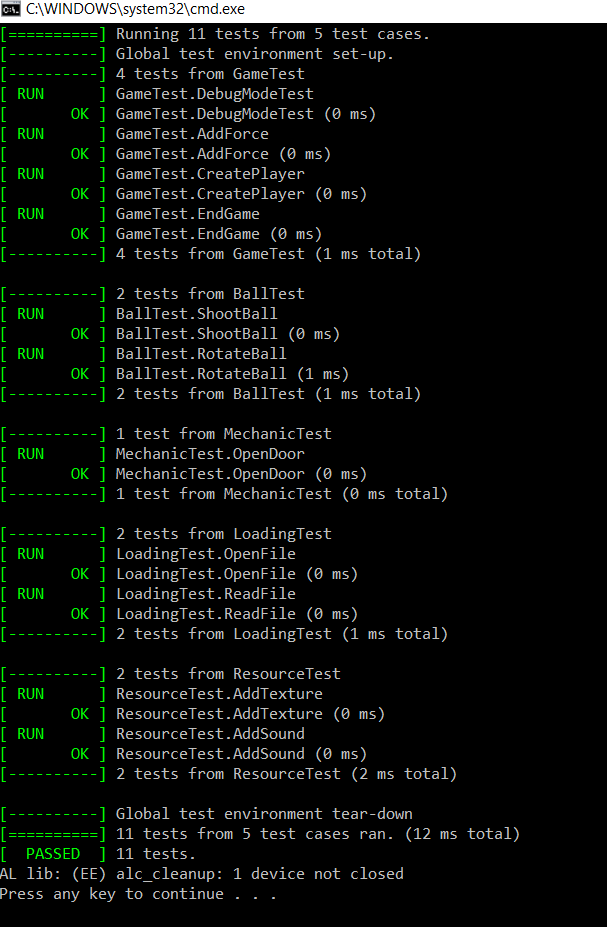 C:\WINDOWS\system32\cmd.exe
[==========] Running 11 tests from 5 test cases.
[----------] Global test environment set-up.
[----------] 4 tests from GameTest
[ RUN      ] GameTest.DebugModeTest
[       OK ] GameTest.DebugModeTest (0 ms)
[ RUN      ] GameTest.AddForce
[       OK ] GameTest.AddForce (0 ms)
[ RUN      ] GameTest.CreatePlayer
[       OK ] GameTest.CreatePlayer (0 ms)
[ RUN      ] GameTest.EndGame
[       OK ] GameTest.EndGame (0 ms)
[----------] 4 tests from GameTest (1 ms total)
[----------] 2 tests from BallTest
[ RUN      ] BallTest.ShootBall
[       OK ] BallTest.ShootBall (0 ms)
[ RUN      ] BallTest.RotateBall
[       OK ] BallTest.RotateBall (1 ms)
[----------] 2 tests from BallTest (1 ms total)
[----------] 1 test from MechanicTest
[ RUN      ] MechanicTest.OpenDoor
[       OK ] MechanicTest.OpenDoor (0 ms)
[----------] 1 test from MechanicTest (0 ms total)
[----------] 2 tests from LoadingTest
[ RUN      ] LoadingTest.OpenFile
[       OK ] LoadingTest.OpenFile (0 ms)
[ RUN      ] LoadingTest.ReadFile
[       OK ] LoadingTest.ReadFile (0 ms)
[----------] 2 tests from LoadingTest (1 ms total)
[----------] 2 tests from ResourceTest
[ RUN      ] ResourceTest.AddTexture
[       OK ] ResourceTest.AddTexture (0 ms)
[ RUN      ] ResourceTest.AddSound
[       OK ] ResourceTest.AddSound (0 ms)
[----------] 2 tests from ResourceTest (2 ms total)
[----------] Global test environment tear-down
[==========] 11 tests from 5 test cases ran. (12 ms total)
[  PASSED  ] 11 tests.
AL lib: (EE) alc_cleanup: 1 device not closed
Press any key to continue . . .